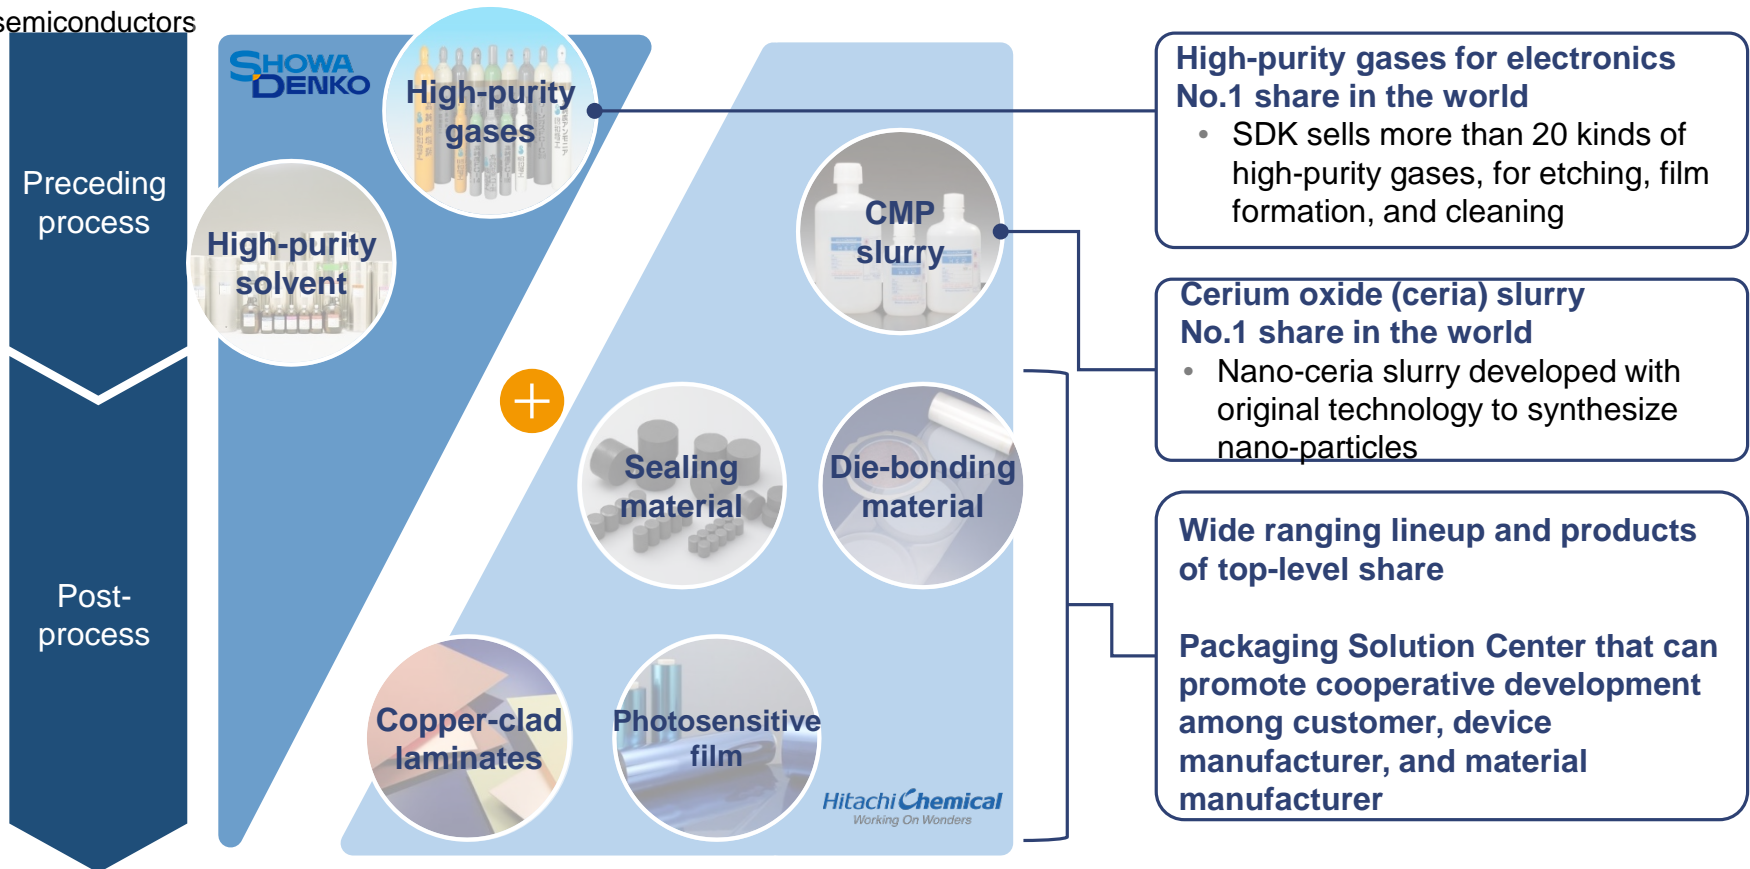 semiconductors
Preceding
process
Post-
process
SHOWA
DENKO
High-purity
gases
High-purity
solvent
CMP
slurry
Sealing
material
Die-bonding
material
Copper-clad
laminates
Photosensitive
film
Hitachi Chemical
Working On Wonders
High-purity gases for electronics
No.1 share in the world
• SDK sells more than 20 kinds of
high-purity gases, for etching, film
formation, and cleaning
Cerium oxide (ceria) slurry
No.1 share in the world
• Nano-ceria slurry developed with
original technology to synthesize
nano-particles
Wide ranging lineup and products
of top-level share
Packaging Solution Center that can
promote cooperative development
among customer, device
manufacturer, and material
manufacturer